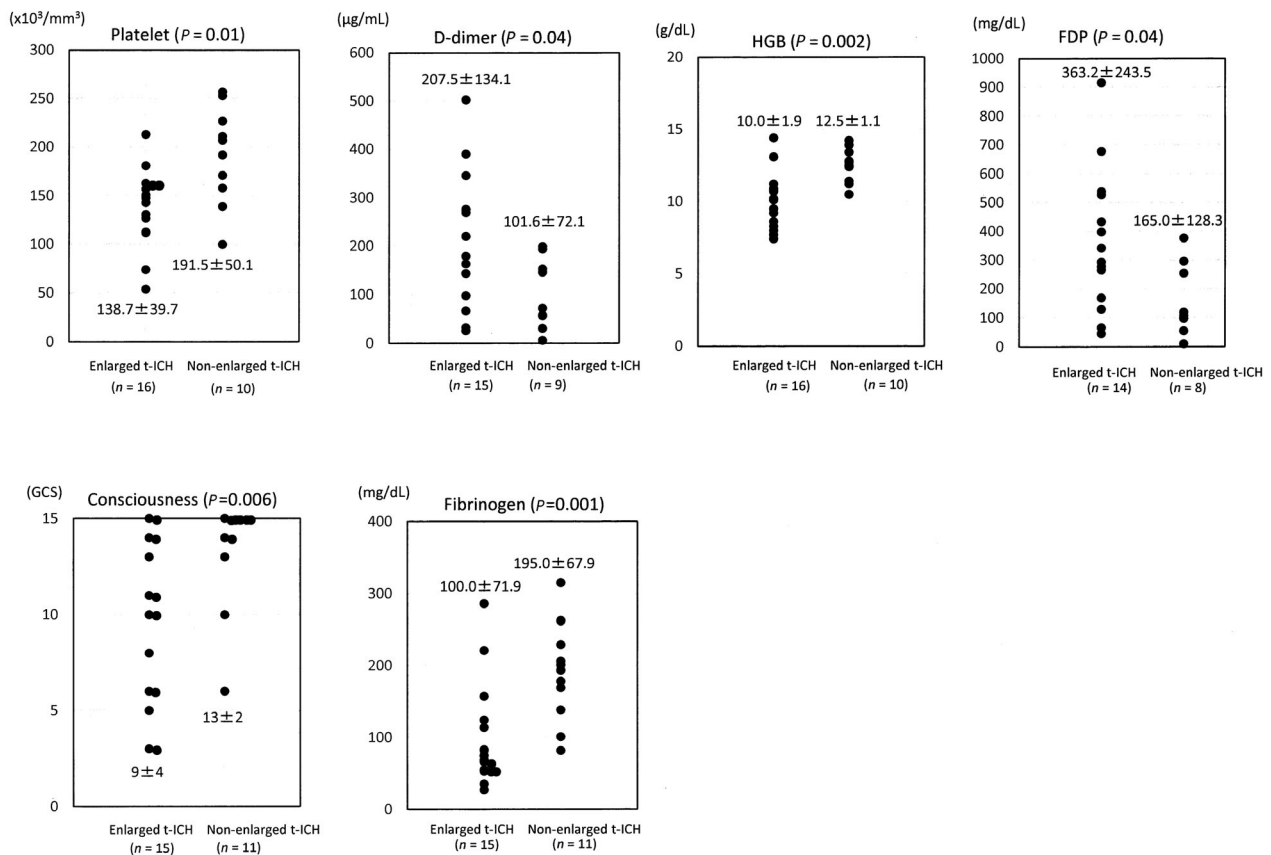 (x10³/mm³)
Platelet (P = 0.01)
300
250
200
150
100
50
0
191.5±50.1
138.7±39.7
Enlarged t-ICH
(n = 16)
Non-enlarged t-ICH
(n = 10)
(μg/mL)
D-dimer (P = 0.04)
600
500
400
300
200
100
0
207.5±134.1
101.6±72.1
Enlarged t-ICH
(n = 15)
Non-enlarged t-ICH
(n = 9)
(g/dL)
HGB (P = 0.002)
20
15
10
5
0
10.0±1.9
12.5±1.1
Enlarged t-ICH
(n = 16)
Non-enlarged t-ICH
(n = 10)
(mg/dL)
FDP (P = 0.04)
1000
900
800
700
600
500
400
300
200
100
0
363.2±243.5
165.0±128.3
Enlarged t-ICH
(n = 14)
Non-enlarged t-ICH
(n = 8)
(GCS)
Consciousness (P=0.006)
15
10
5
0
13±2
9±4
Enlarged t-ICH
(n = 15)
Non-enlarged t-ICH
(n = 11)
(mg/dL)
Fibrinogen (P=0.001)
400
300
200
100
0
195.0±67.9
100.0±71.9
Enlarged t-ICH
(n = 15)
Non-enlarged t-ICH
(n = 11)